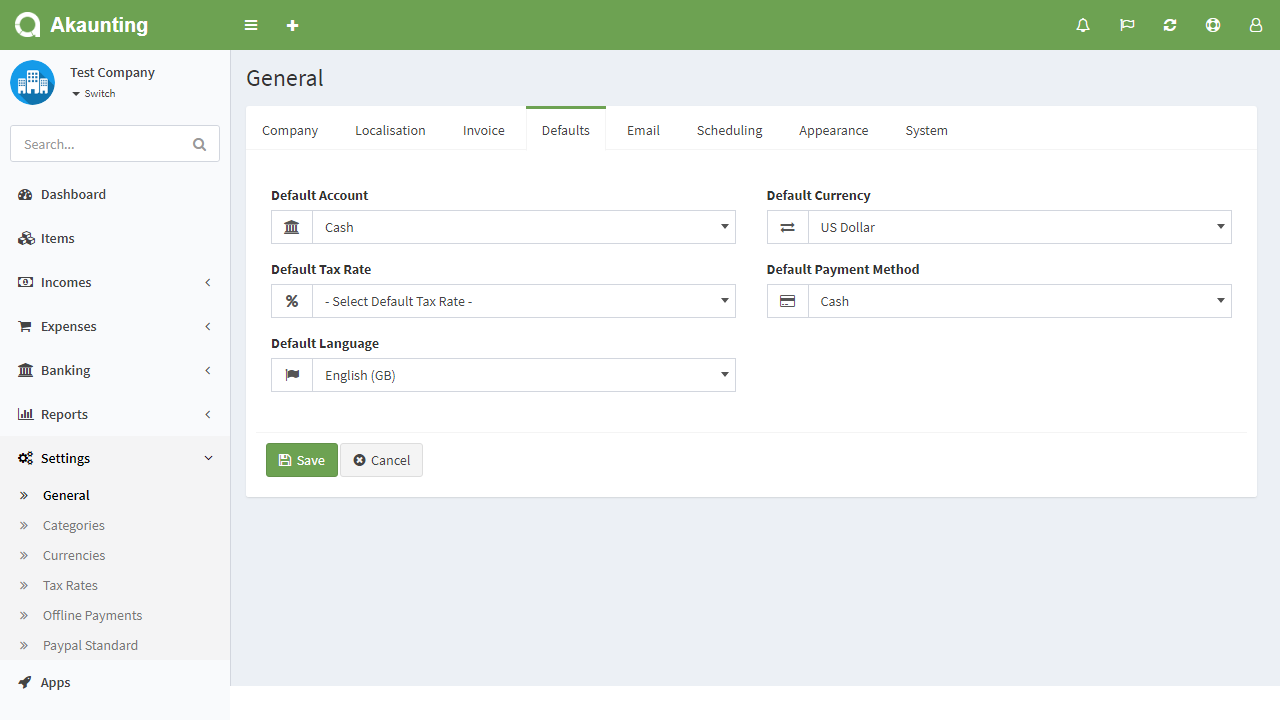 Akaunting
Test Company
Switch
Search...
Dashboard
Items
Incomes
Expenses
Banking
Reports
Settings
General
Categories
Currencies
Tax Rates
Offline Payments
Paypal Standard
Apps
General
Company Localisation Invoice Defaults Email Scheduling Appearance System
Default Account Default Currency
Cash US Dollar
Default Tax Rate Default Payment Method
- Select Default Tax Rate - Cash
Default Language
English (GB)
Save Cancel